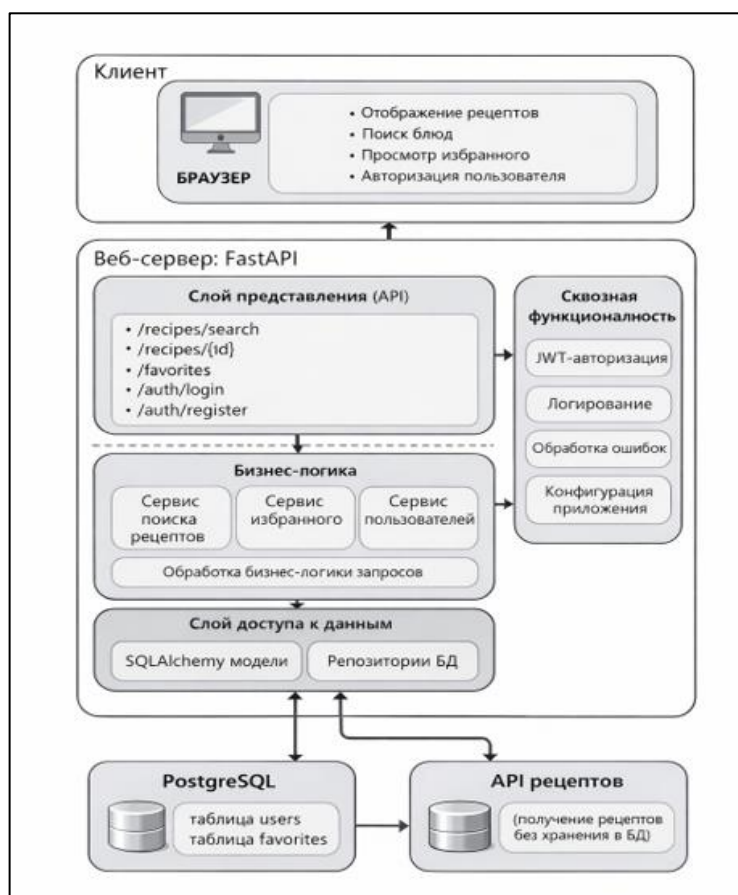 Клиент
БРАУЗЕР
• Отображение рецептов
• Поиск блюд
• Просмотр избранного
• Авторизация пользователя
Веб-сервер: FastAPI
Слой представления (API)
• /recipes/search
• /recipes/{id}
• /favorites
• /auth/login
• /auth/register
Сквозная
функционалность
JWT-авторизация
Логирование
Обработка ошибок
Конфигурация
приложения
Бизнес-логика
Сервис
поиска
рецептов
Сервис
избранного
Сервис
пользователей
Обработка бизнес-логики запросов
Слой доступа к данным
SQLAlchemy модели
Репозитории БД
PostgreSQL
таблица users
таблица favorites
API рецептов
(получение рецептов
без хранения в БД)